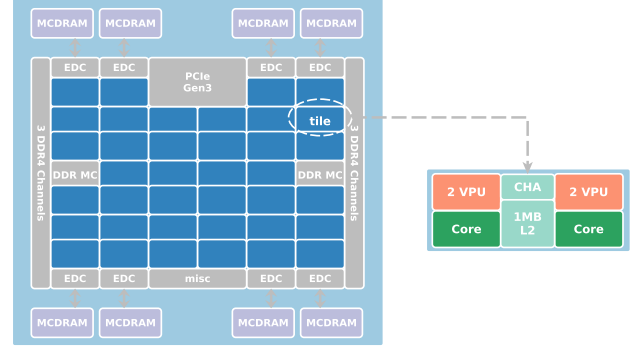 MCDRAM
MCDRAM
MCDRAM
MCDRAM
EDC
EDC
PCIe
Gen3
EDC
EDC
3 DDR4 Channels
3 DDR4 Channels
tile
DDR MC
DDR MC
EDC
EDC
misc
EDC
EDC
MCDRAM
MCDRAM
MCDRAM
MCDRAM
2 VPU
CHA
2 VPU
Core
1MB
L2
Core